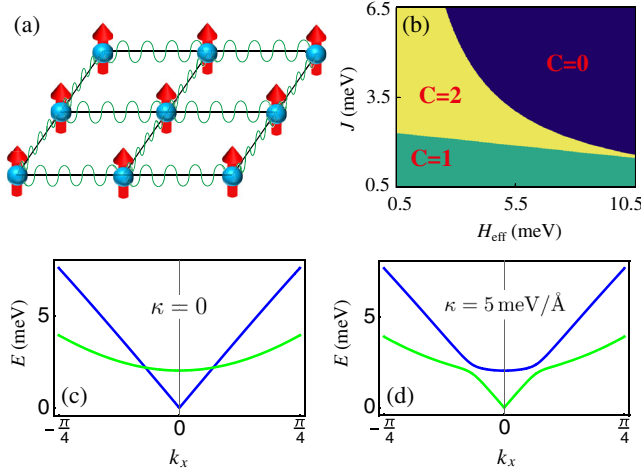 (a)
(b)
6.5
3.5
0.5
J (meV)
C=0
C=2
C=1
0.5
5.5
10.5
H_eff (meV)
5
0
E (meV)
κ = 0
(c)
−π/4
0
π/4
k_x
5
0
E (meV)
κ = 5 meV/Å
(d)
−π/4
0
π/4
k_x